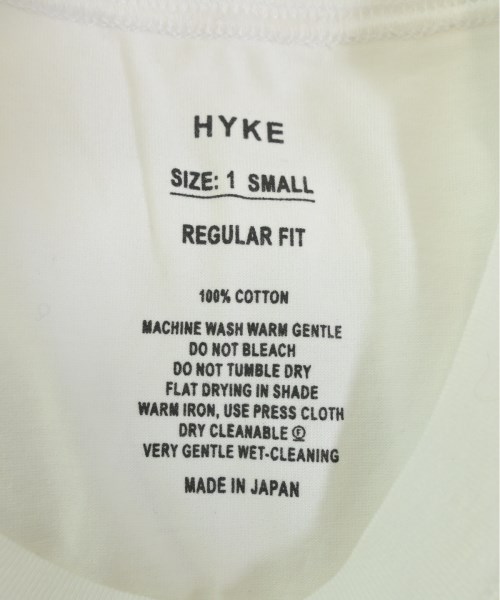 HYKE
SIZE: 1 SMALL
REGULAR FIT
100% COTTON
MACHINE WASH WARM GENTLE
DO NOT BLEACH
DO NOT TUMBLE DRY
FLAT DRYING IN SHADE
WARM IRON, USE PRESS CLOTH
DRY CLEANABLE Ⓕ
VERY GENTLE WET-CLEANING
MADE IN JAPAN